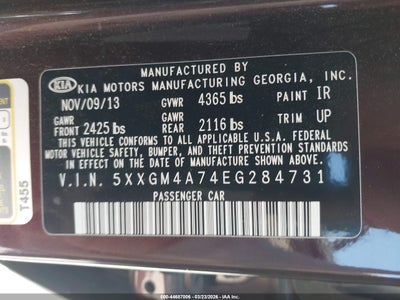 MANUFACTURED BY
KIA KIA MOTORS MANUFACTURING GEORGIA, INC.
NOV/09/13 GVWR 4365 lbs PAINT IR
GAWR FRONT 2425 lbs GAWR REAR 2116 lbs TRIM UP
THIS VEHICLE CONFORMS TO ALL APPLICABLE U.S.A. FEDERAL
MOTOR VEHICLE SAFETY, BUMPER, AND THEFT PREVENTION STANDARDS
IN EFFECT ON THE DATE OF MANUFACTURE SHOWN ABOVE.
V.I.N. 5XXGM4A74EG284731
PASSENGER CAR
T455
000-44687006 - 03/23/2026 - IAA Inc.